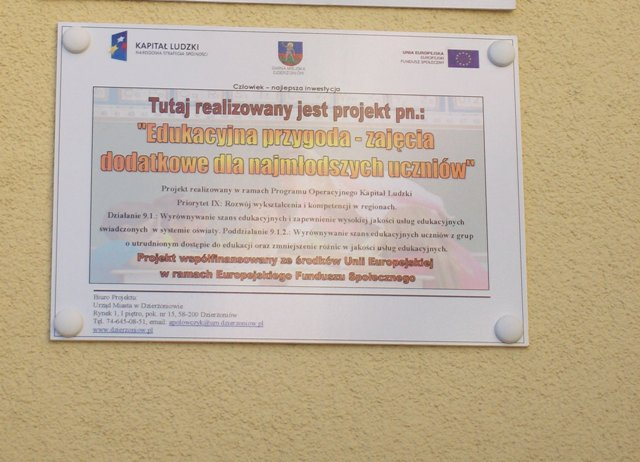 KAPITAŁ LUDZKI
NARODOWA STRATEGIA SPÓJNOŚCI
GMINA MIEJSKA
DZIERŻONIÓW
UNIA EUROPEJSKA
EUROPEJSKI
FUNDUSZ SPOŁECZNY
Człowiek – najlepsza inwestycja
Tutaj realizowany jest projekt pn.:
"Edukacyjna przygoda - zajęcia
dodatkowe dla najmłodszych uczniów"
Projekt realizowany w ramach Programu Operacyjnego Kapitał Ludzki
Priorytet IX: Rozwój wykształcenia i kompetencji w regionach.
Działanie 9.1.: Wyrównywanie szans edukacyjnych i zapewnienie wysokiej jakości usług edukacyjnych
świadczonych w systemie oświaty. Poddziałanie 9.1.2.: Wyrównywanie szans edukacyjnych uczniów z grup
o utrudnionym dostępie do edukacji oraz zmniejszenie różnic w jakości usług edukacyjnych.
Projekt współfinansowany ze środków Unii Europejskiej
w ramach Europejskiego Funduszu Społecznego
Biuro Projektu:
Urząd Miasta w Dzierżoniowie
Rynek 1, I piętro, pok. nr 15, 58-200 Dzierżoniów
Tel. 74-645-08-51, email: apolowczyk@um.dzierzoniow.pl
www.dzierzoniow.pl